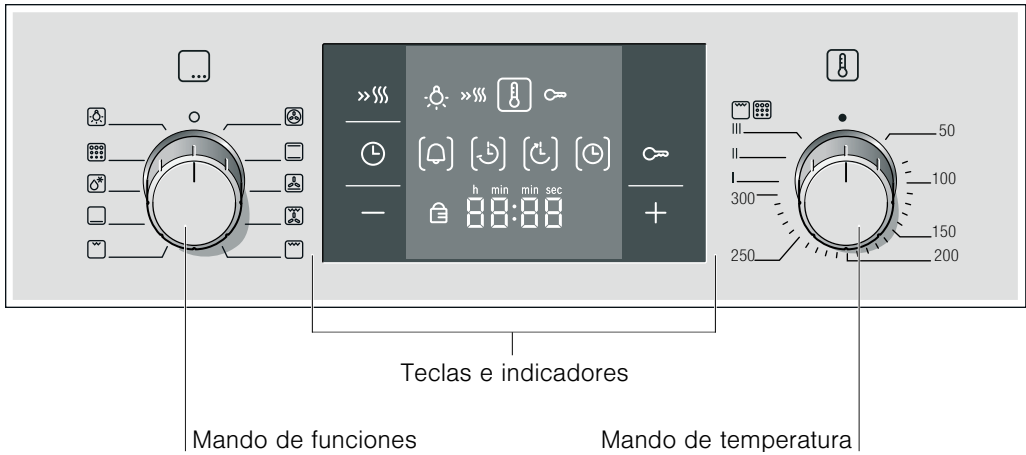 h min min sec
88:88
III
II
I
300
250
50
100
150
200
Teclas e indicadores
Mando de funciones
Mando de temperatura